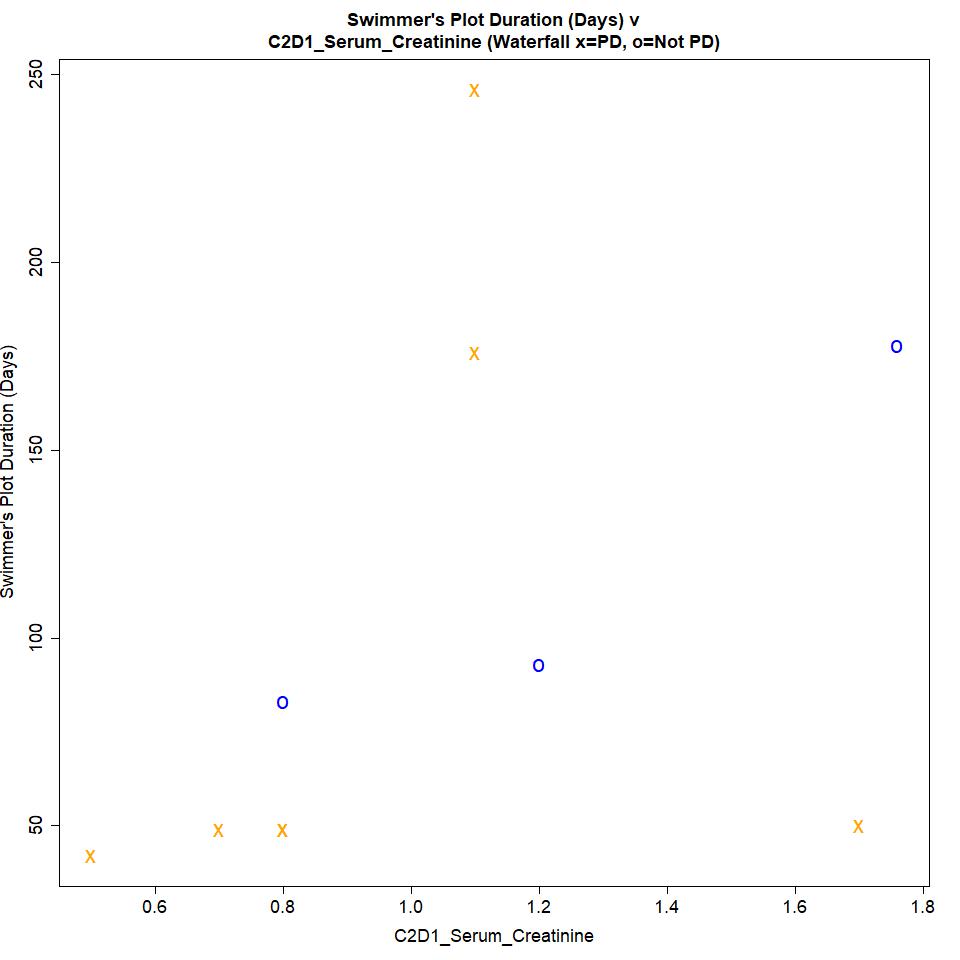 Swimmer's Plot Duration (Days) v
C2D1_Serum_Creatinine (Waterfall x=PD, o=Not PD)
Swimmer's Plot Duration (Days)
250
200
150
100
50
x
x
o
o
o
x
x
x
x
0.6
0.8
1.0
1.2
1.4
1.6
1.8
C2D1_Serum_Creatinine